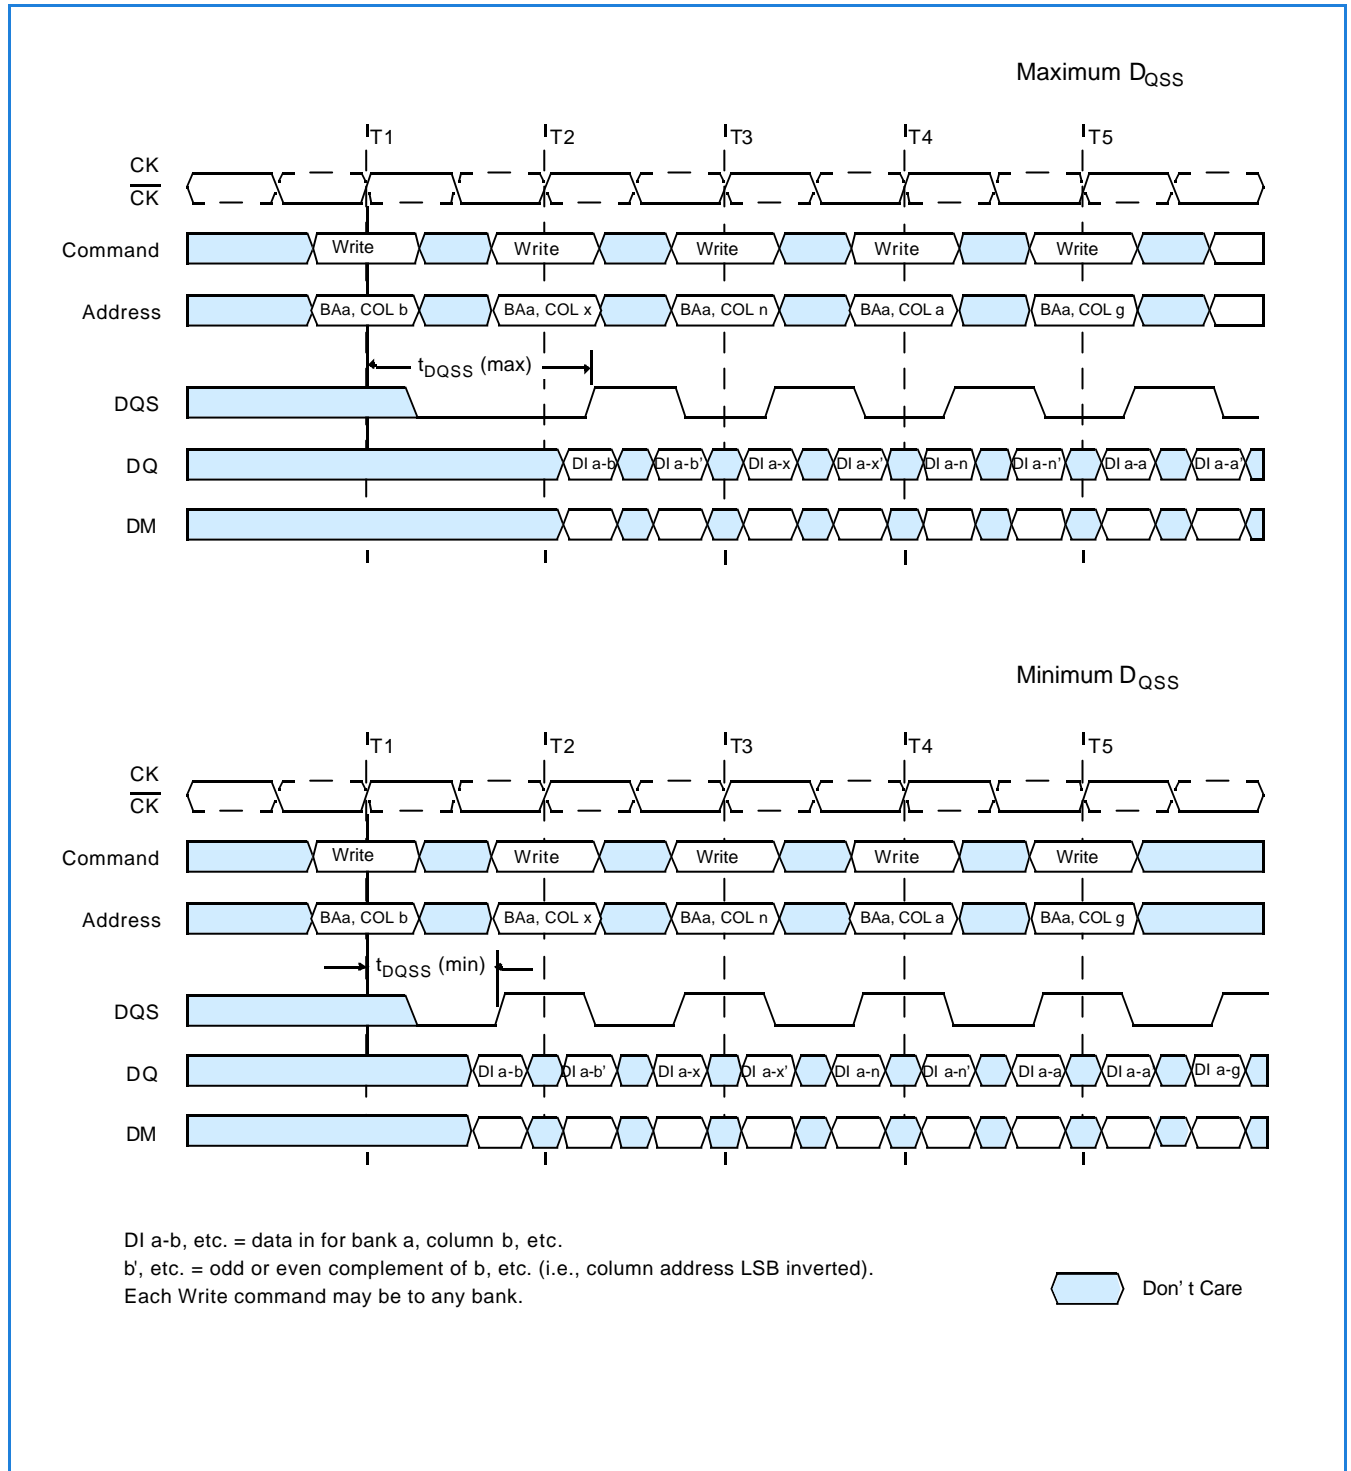 Maximum DQSS
T1 T2 T3 T4 T5
CK
CK
Command Write Write Write Write Write
Address BAa, COL b BAa, COL x BAa, COL n BAa, COL a BAa, COL g
tDQSS (max)
DQS
DQ DI a-b DI a-b' DI a-x DI a-x' DI a-n DI a-n' DI a-a DI a-a'
DM
Minimum DQSS
T1 T2 T3 T4 T5
CK
CK
Command Write Write Write Write Write
Address BAa, COL b BAa, COL x BAa, COL n BAa, COL a BAa, COL g
tDQSS (min)
DQS
DQ DI a-b DI a-b' DI a-x DI a-x' DI a-n DI a-n' DI a-a DI a-a DI a-g
DM
DI a-b, etc. = data in for bank a, column b, etc.
b', etc. = odd or even complement of b, etc. (i.e., column address LSB inverted).
Each Write command may be to any bank.
Don' t Care